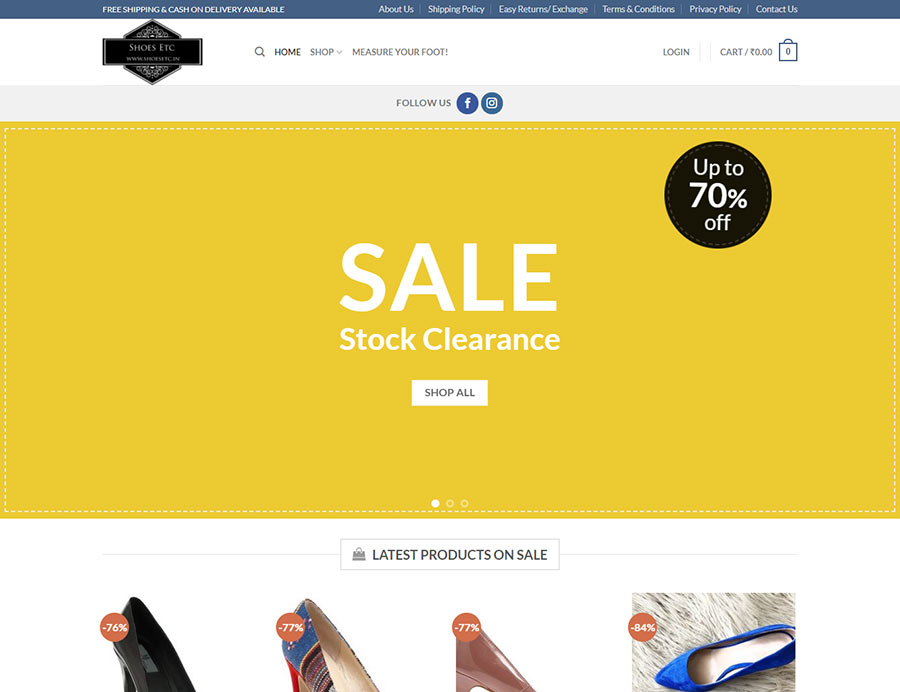 FREE SHIPPING & CASH ON DELIVERY AVAILABLE
About Us
Shipping Policy
Easy Returns/ Exchange
Terms & Conditions
Privacy Policy
Contact Us
SHOES ETC
WWW.SHOESETC.IN
HOME
SHOP
MEASURE YOUR FOOT!
LOGIN
CART / ₹0.00
0
FOLLOW US
Up to
70%
off
SALE
Stock Clearance
SHOP ALL
LATEST PRODUCTS ON SALE
-76%
-77%
-77%
-84%